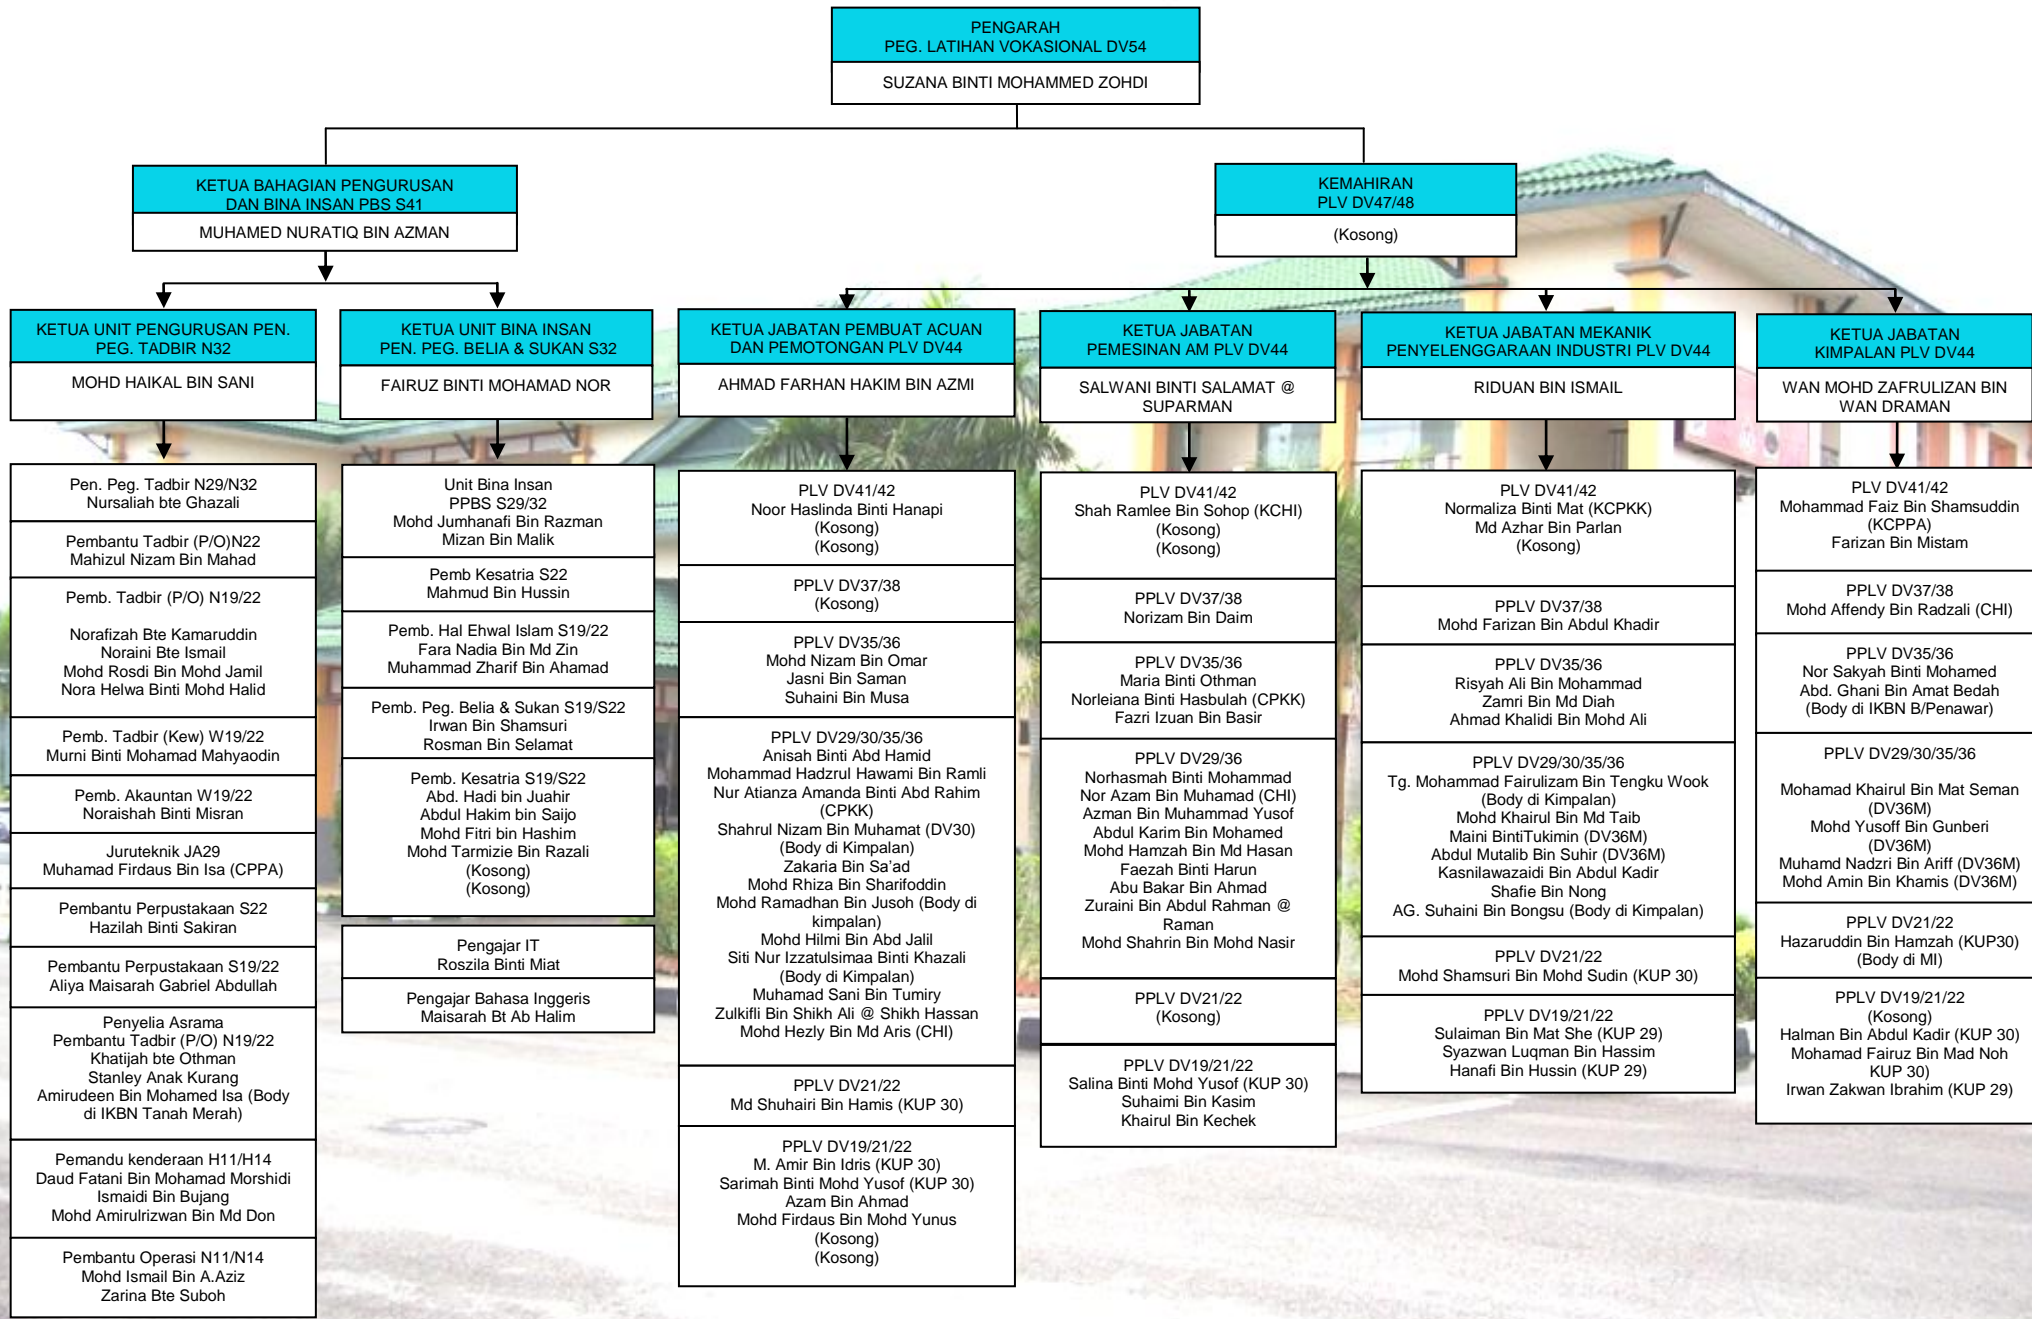 PENGARAH
PEG. LATIHAN VOKASIONAL DV54
SUZANA BINTI MOHAMMED ZOHDI
KETUA BAHAGIAN PENGURUSAN
DAN BINA INSAN PBS S41
MUHAMED NURATIQ BIN AZMAN
KEMAHIRAN
PLV DV47/48
(Kosong)
KETUA UNIT PENGURUSAN PEN.
PEG. TADBIR N32
MOHD HAIKAL BIN SANI
Pen. Peg. Tadbir N29/N32
Nursaliah bte Ghazali
Pembantu Tadbir (P/O)N22
Mahizul Nizam Bin Mahad
Pemb. Tadbir (P/O) N19/22
Norafizah Bte Kamaruddin
Noraini Bte Ismail
Mohd Rosdi Bin Mohd Jamil
Nora Helwa Binti Mohd Halid
Pemb. Tadbir (Kew) W19/22
Murni Binti Mohamad Mahyaodin
Pemb. Akauntan W19/22
Noraishah Binti Misran
Juruteknik JA29
Muhamad Firdaus Bin Isa (CPPA)
Pembantu Perpustakaan S22
Hazilah Binti Sakiran
Pembantu Perpustakaan S19/22
Aliya Maisarah Gabriel Abdullah
Penyelia Asrama
Pembantu Tadbir (P/O) N19/22
Khatijah bte Othman
Stanley Anak Kurang
Amirudeen Bin Mohamed Isa (Body
di IKBN Tanah Merah)
Pemandu kenderaan H11/H14
Daud Fatani Bin Mohamad Morshidi
Ismaidi Bin Bujang
Mohd Amirulrizwan Bin Md Don
Pembantu Operasi N11/N14
Mohd Ismail Bin A.Aziz
Zarina Bte Suboh
KETUA UNIT BINA INSAN
PEN. PEG. BELIA & SUKAN S32
FAIRUZ BINTI MOHAMAD NOR
Unit Bina Insan
PPBS S29/32
Mohd Jumhanafi Bin Razman
Mizan Bin Malik
Pemb Kesatria S22
Mahmud Bin Hussin
Pemb. Hal Ehwal Islam S19/22
Fara Nadia Bin Md Zin
Muhammad Zharif Bin Ahamad
Pemb. Peg. Belia & Sukan S19/S22
Irwan Bin Shamsuri
Rosman Bin Selamat
Pemb. Kesatria S19/S22
Abd. Hadi bin Juahir
Abdul Hakim bin Saijo
Mohd Fitri bin Hashim
Mohd Tarmizie Bin Razali
(Kosong)
(Kosong)
Pengajar IT
Roszila Binti Miat
Pengajar Bahasa Inggeris
Maisarah Bt Ab Halim
KETUA JABATAN PEMBUAT ACUAN
DAN PEMOTONGAN PLV DV44
AHMAD FARHAN HAKIM BIN AZMI
PLV DV41/42
Noor Haslinda Binti Hanapi
(Kosong)
(Kosong)
PPLV DV37/38
(Kosong)
PPLV DV35/36
Mohd Nizam Bin Omar
Jasni Bin Saman
Suhaini Bin Musa
PPLV DV29/30/35/36
Anisah Binti Abd Hamid
Mohammad Hadzrul Hawami Bin Ramli
Nur Atianza Amanda Binti Abd Rahim
(CPKK)
Shahrul Nizam Bin Muhamat (DV30)
(Body di Kimpalan)
Zakaria Bin Sa'ad
Mohd Rhiza Bin Sharifoddin
Mohd Ramadhan Bin Jusoh (Body di
kimpalan)
Mohd Hilmi Bin Abd Jalil
Siti Nur Izzatulsimaa Binti Khazali
(Body di Kimpalan)
Muhamad Sani Bin Tumiry
Zulkifli Bin Shikh Ali @ Shikh Hassan
Mohd Hezly Bin Md Aris (CHI)
PPLV DV21/22
Md Shuhairi Bin Hamis (KUP 30)
PPLV DV19/21/22
M. Amir Bin Idris (KUP 30)
Sarimah Binti Mohd Yusof (KUP 30)
Azam Bin Ahmad
Mohd Firdaus Bin Mohd Yunus
(Kosong)
(Kosong)
KETUA JABATAN
PEMESINAN AM PLV DV44
SALWANI BINTI SALAMAT @
SUPARMAN
PLV DV41/42
Shah Ramlee Bin Sohop (KCHI)
(Kosong)
(Kosong)
PPLV DV37/38
Norizam Bin Daim
PPLV DV35/36
Maria Binti Othman
Norleiana Binti Hasbulah (CPKK)
Fazri Izuan Bin Basir
PPLV DV29/36
Norhasmah Binti Mohammad
Nor Azam Bin Muhamad (CHI)
Azman Bin Muhammad Yusof
Abdul Karim Bin Mohamed
Mohd Hamzah Bin Md Hasan
Faezah Binti Harun
Abu Bakar Bin Ahmad
Zuraini Bin Abdul Rahman @
Raman
Mohd Shahrin Bin Mohd Nasir
PPLV DV21/22
(Kosong)
PPLV DV19/21/22
Salina Binti Mohd Yusof (KUP 30)
Suhaimi Bin Kasim
Khairul Bin Kechek
KETUA JABATAN MEKANIK
PENYELENGGARAAN INDUSTRI PLV DV44
RIDUAN BIN ISMAIL
PLV DV41/42
Normaliza Binti Mat (KCPKK)
Md Azhar Bin Parlan
(Kosong)
PPLV DV37/38
Mohd Farizan Bin Abdul Khadir
PPLV DV35/36
Risyah Ali Bin Mohammad
Zamri Bin Md Diah
Ahmad Khalidi Bin Mohd Ali
PPLV DV29/30/35/36
Tg. Mohammad Fairulizam Bin Tengku Wook
(Body di Kimpalan)
Mohd Khairul Bin Md Taib
Maini BintiTukimin (DV36M)
Abdul Mutalib Bin Suhir (DV36M)
Kasnilawazaidi Bin Abdul Kadir
Shafie Bin Nong
AG. Suhaini Bin Bongsu (Body di Kimpalan)
PPLV DV21/22
Mohd Shamsuri Bin Mohd Sudin (KUP 30)
PPLV DV19/21/22
Sulaiman Bin Mat She (KUP 29)
Syazwan Luqman Bin Hassim
Hanafi Bin Hussin (KUP 29)
KETUA JABATAN
KIMPALAN PLV DV44
WAN MOHD ZAFRULIZAN BIN
WAN DRAMAN
PLV DV41/42
Mohammad Faiz Bin Shamsuddin
(KCPPA)
Farizan Bin Mistam
PPLV DV37/38
Mohd Affendy Bin Radzali (CHI)
PPLV DV35/36
Nor Sakyah Binti Mohamed
Abd. Ghani Bin Amat Bedah
(Body di IKBN B/Penawar)
PPLV DV29/30/35/36
Mohamad Khairul Bin Mat Seman
(DV36M)
Mohd Yusoff Bin Gunberi
(DV36M)
Muhamd Nadzri Bin Ariff (DV36M)
Mohd Amin Bin Khamis (DV36M)
PPLV DV21/22
Hazaruddin Bin Hamzah (KUP30)
(Body di MI)
PPLV DV19/21/22
(Kosong)
Halman Bin Abdul Kadir (KUP 30)
Mohamad Fairuz Bin Mad Noh
KUP 30)
Irwan Zakwan Ibrahim (KUP 29)